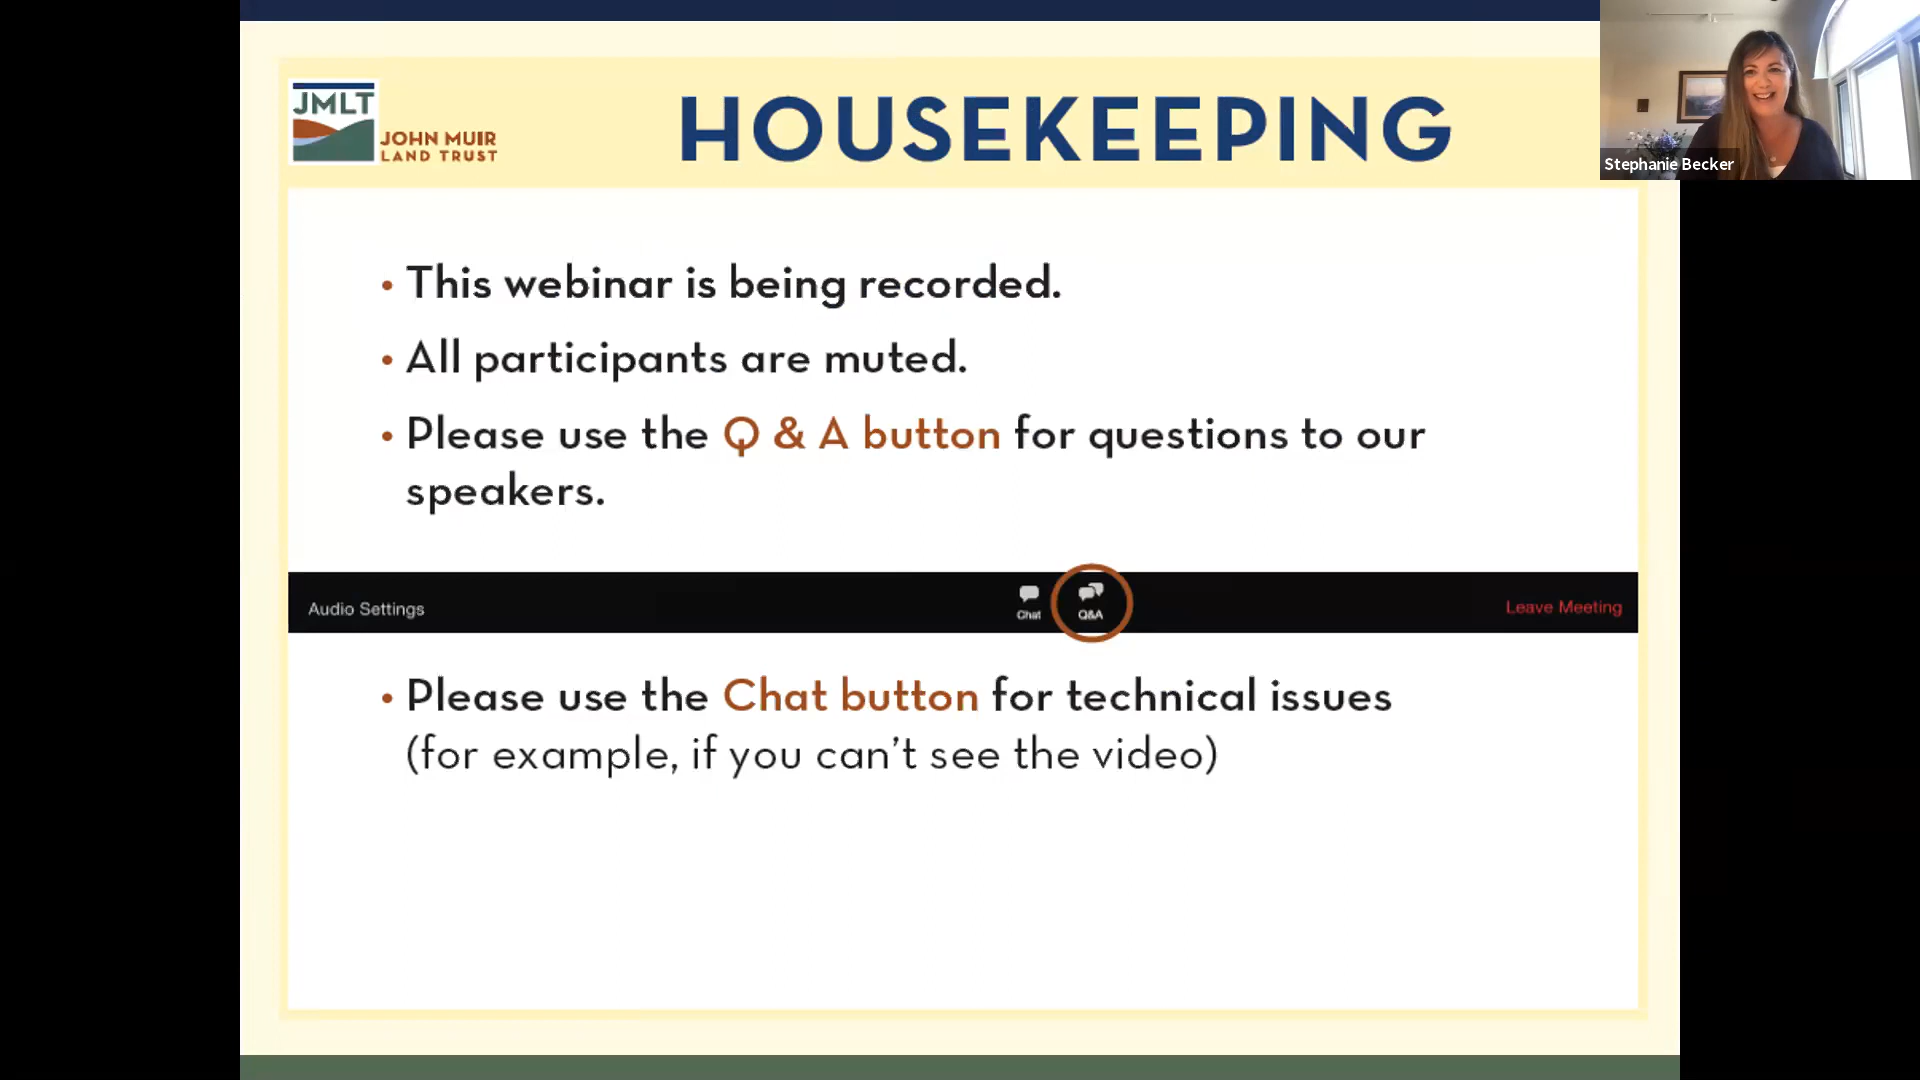 JMLT
JOHN MUIR
LAND TRUST
HOUSEKEEPING
Stephanie Becker
• This webinar is being recorded.
• All participants are muted.
• Please use the Q & A button for questions to our
speakers.
Audio Settings
Chat
Q&A
Leave Meeting
• Please use the Chat button for technical issues
(for example, if you can’t see the video)